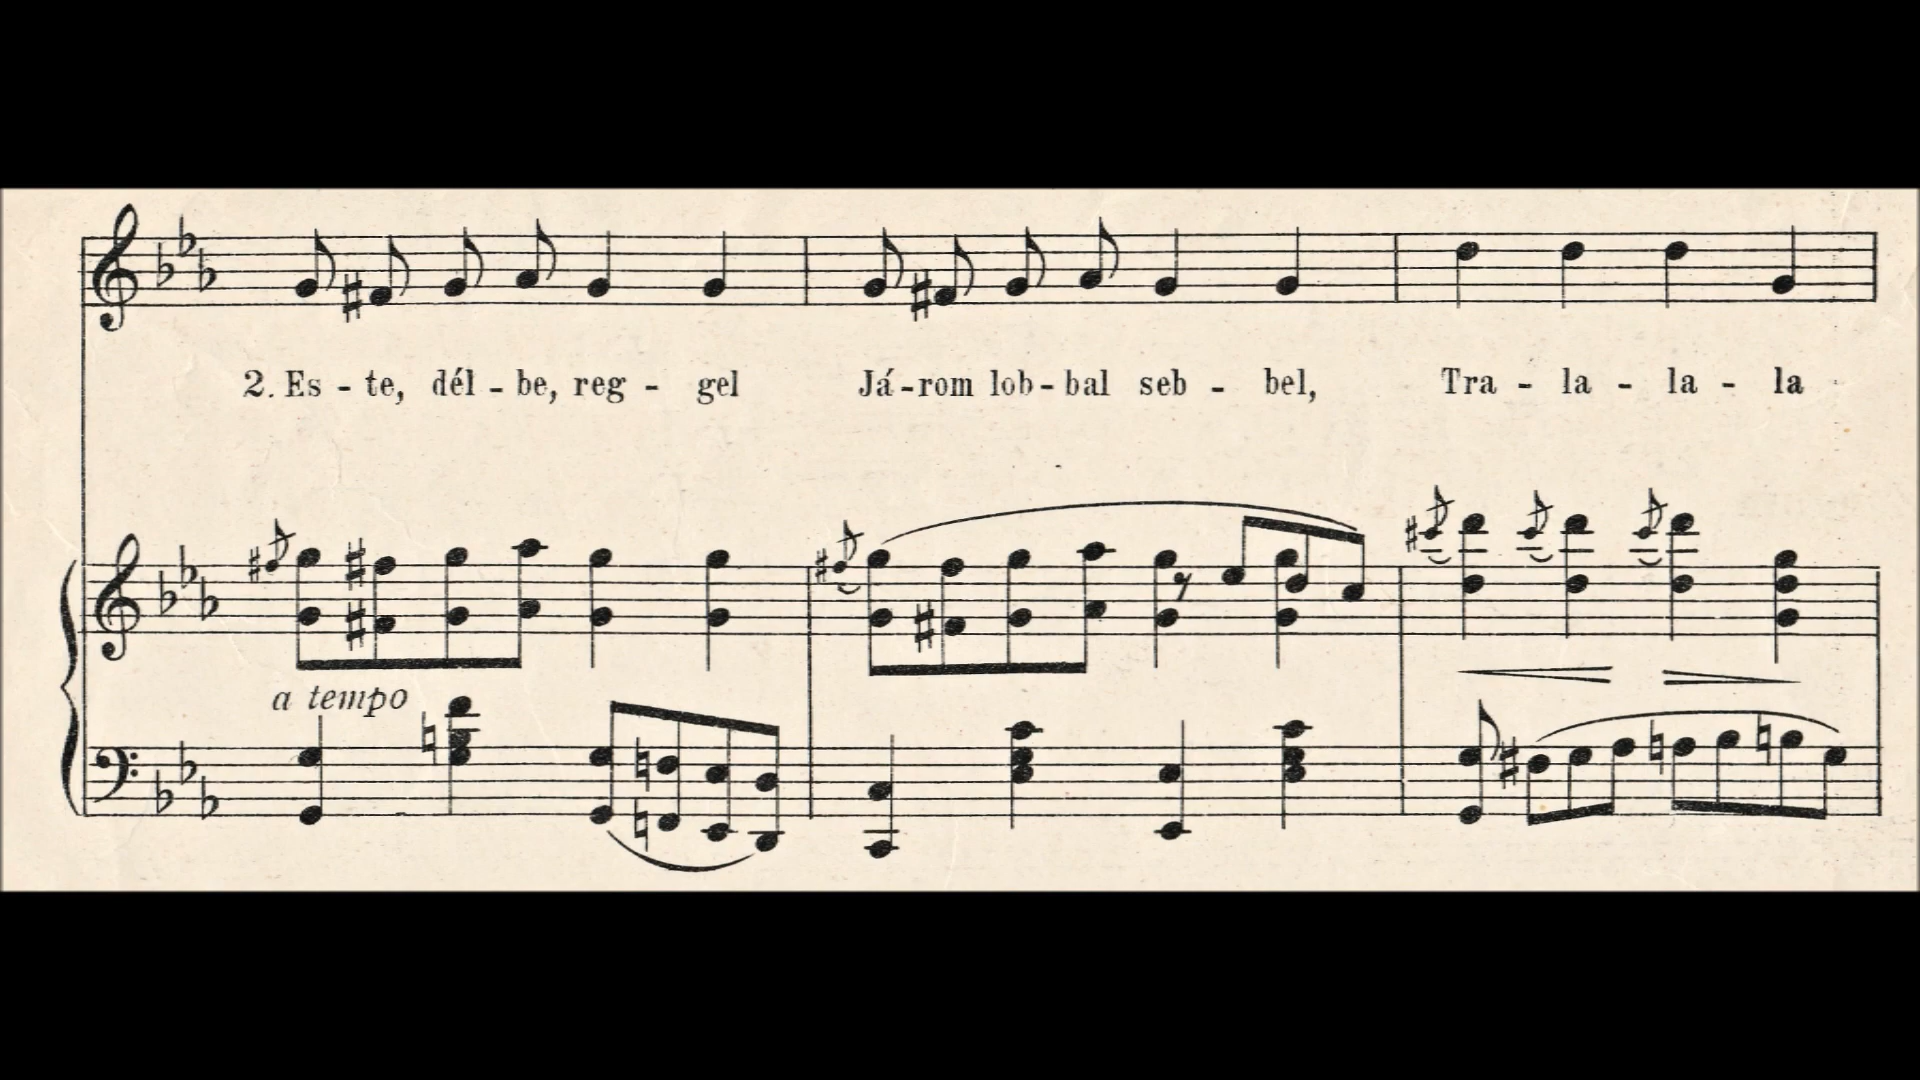 2. Es - te, dél - be, reg - gel Já-rom lob-bal seb - bel, Tra - la - la - la
a tempo